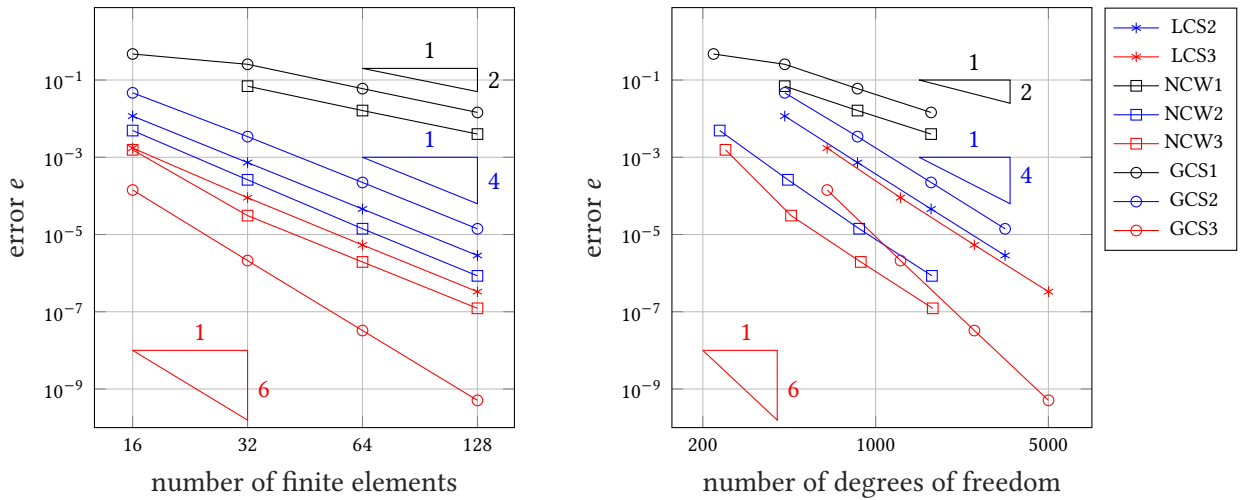 10⁻¹
10⁻³
10⁻⁵
10⁻⁷
10⁻⁹
error e
16
32
64
128
number of finite elements
1
2
1
4
1
6
10⁻¹
10⁻³
10⁻⁵
10⁻⁷
10⁻⁹
error e
200
1000
5000
number of degrees of freedom
1
2
1
4
1
6
LCS2
LCS3
NCW1
NCW2
NCW3
GCS1
GCS2
GCS3